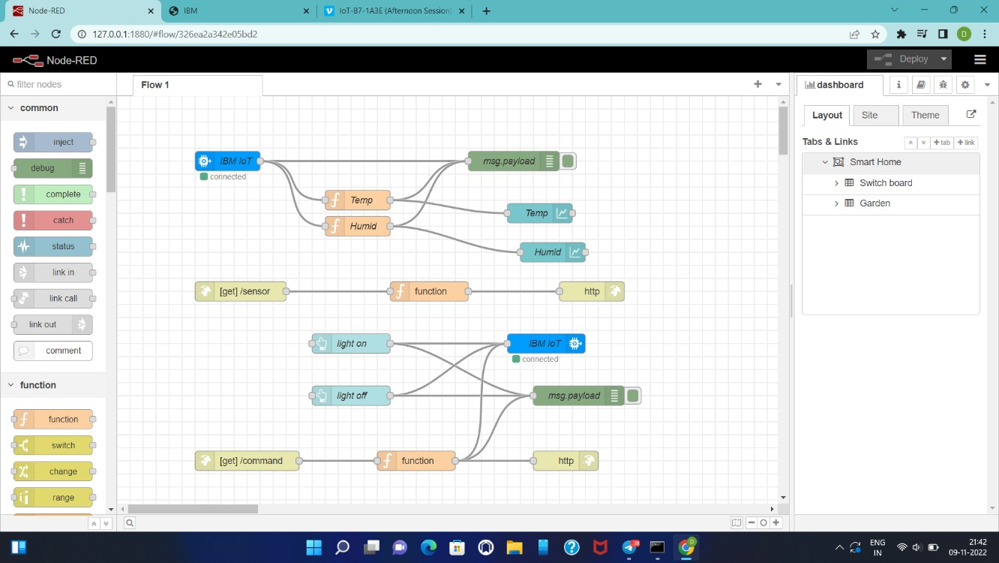 Node-RED
IBM
IoT-B7-1A3E (Afternoon Session)
127.0.0.1:1880/#flow/326ea2a342e05bd2
D
Node-RED
Deploy
filter nodes
Flow 1
dashboard
common
inject
debug
complete
catch
status
link in
link call
link out
comment
function
function
switch
change
range
IBM IoT
connected
msg.payload
Temp
Humid
Temp
Humid
[get] /sensor
function
http
light on
IBM IoT
connected
light off
msg.payload
[get] /command
function
http
Layout
Site
Theme
Tabs & Links
+ tab
+ link
Smart Home
Switch board
Garden
38
D
ENG
IN
21:42
09-11-2022